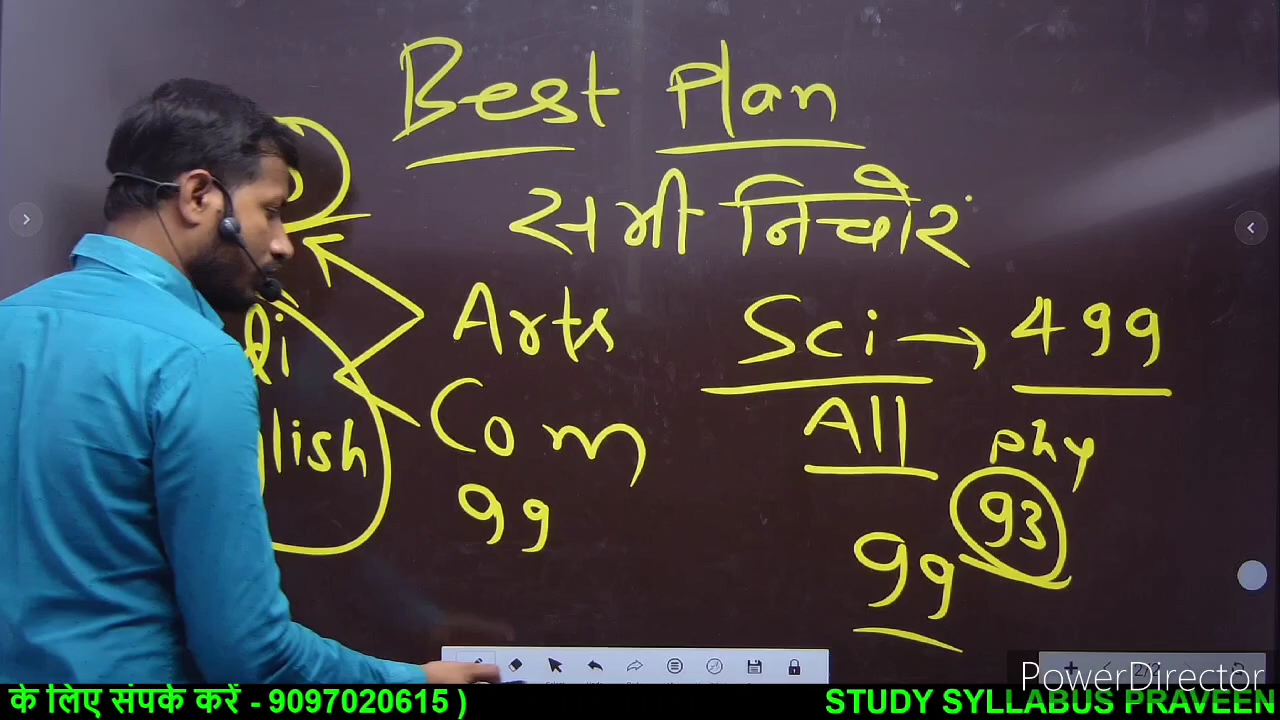 Best Plan
सभी निचोर
Arts
Sci → 499
Com
All
phy
lish
99
93
99
PowerDirector
के लिए संपर्क करें - 9097020615 )
STUDY SYLLABUS PRAVEEN